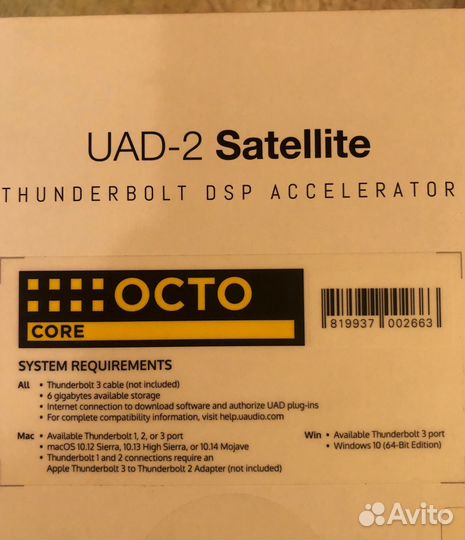 UAD-2 Satellite
THUNDERBOLT DSP ACCELERATOR
OCTO
CORE
819937 002663
SYSTEM REQUIREMENTS
All • Thunderbolt 3 cable (not included)
• 6 gigabytes available storage
• Internet connection to download software and authorize UAD plug-ins
• For complete compatibility information, visit help.uaudio.com
Mac • Available Thunderbolt 1, 2, or 3 port
• macOS 10.12 Sierra, 10.13 High Sierra, or 10.14 Mojave
• Thunderbolt 1 and 2 connections require an
Apple Thunderbolt 3 to Thunderbolt 2 Adapter (not included)
Win • Available Thunderbolt 3 port
• Windows 10 (64-Bit Edition)
Avito